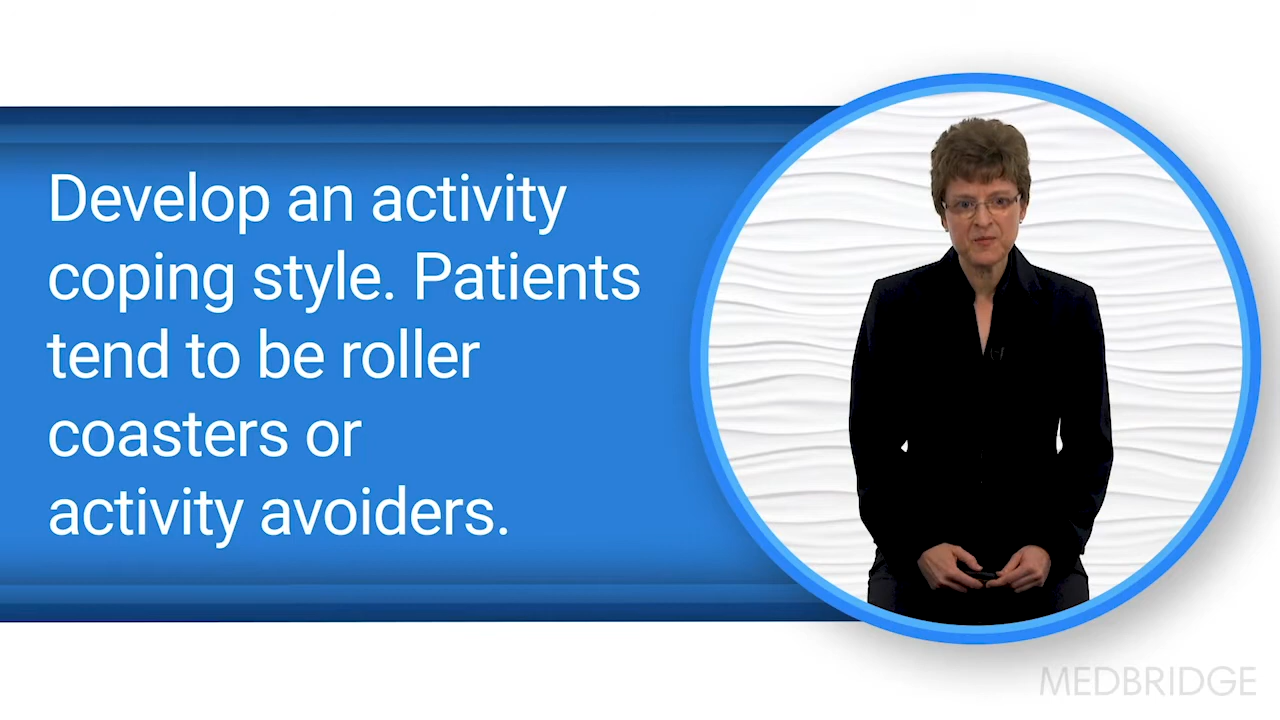 Develop an activity
coping style. Patients
tend to be roller
coasters or
activity avoiders.
MEDBRIDGE